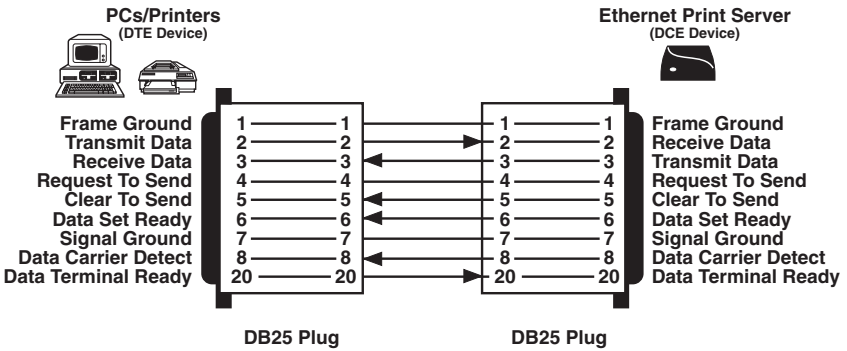 PCs/Printers
(DTE Device)
Ethernet Print Server
(DCE Device)
Frame Ground 1 1 1 1 Frame Ground
Transmit Data 2 2 2 2 Receive Data
Receive Data 3 3 3 3 Transmit Data
Request To Send 4 4 4 4 Request To Send
Clear To Send 5 5 5 5 Clear To Send
Data Set Ready 6 6 6 6 Data Set Ready
Signal Ground 7 7 7 7 Signal Ground
Data Carrier Detect 8 8 8 8 Data Carrier Detect
Data Terminal Ready 20 20 20 20 Data Terminal Ready
DB25 Plug DB25 Plug